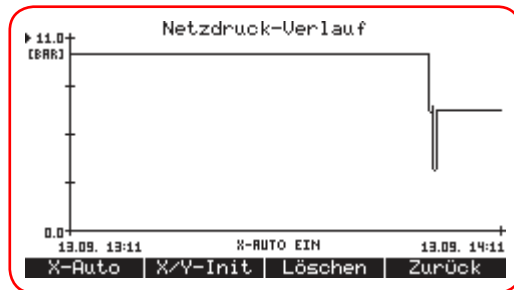 Netzdruck-Verlauf
11.0
[BAR]
0.0
13.09. 13:11 X-AUTO EIN 13.09. 14:11
X-Auto X/Y-Init Löschen Zurück